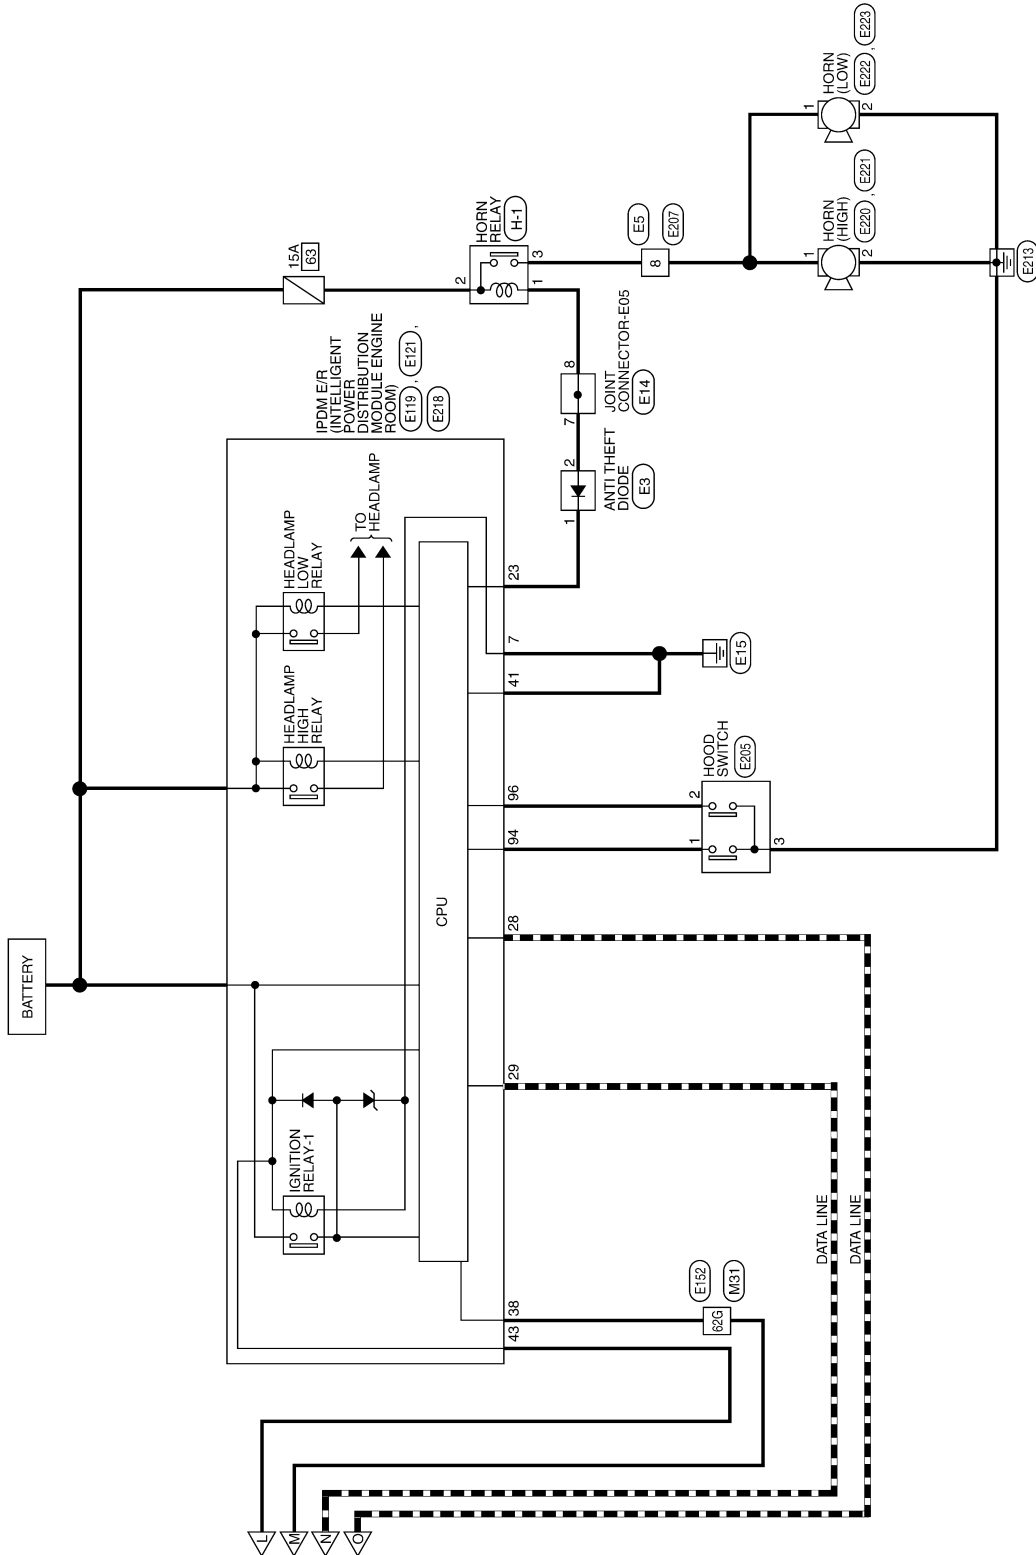 BATTERY
15A
63
HORN
RELAY
H-1
2
3
1
E5
E207
8
HORN
(HIGH)
E220 , E221
1
2
HORN
(LOW)
E222 , E223
1
2
E213
IPDM E/R
(INTELLIGENT
POWER
DISTRIBUTION
MODULE ENGINE
ROOM)
E119 , E121 ,
E218
JOINT
CONNECTOR-E05
E14
8
7
ANTI THEFT
DIODE
E3
2
1
TO
HEADLAMP
HEADLAMP
LOW
RELAY
HEADLAMP
HIGH
RELAY
IGNITION
RELAY-1
CPU
23
7
41
96
94
28
29
38
43
E15
HOOD
SWITCH
E205
2
1
3
DATA LINE
DATA LINE
E152
M31
62G
L
M
N
O